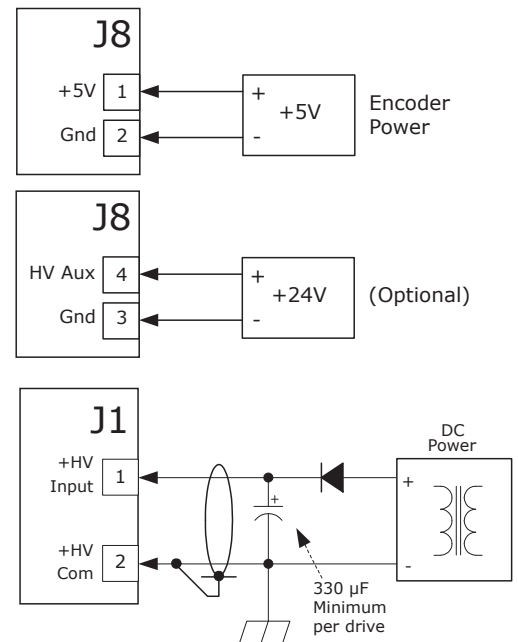 J8
+5V 1
Gnd 2
+
+5V
-
Encoder
Power
J8
HV Aux 4
Gnd 3
+
+24V
-
(Optional)
J1
+HV
Input
1
+HV
Com
2
+
DC
Power
+
-
330 µF
Minimum
per drive